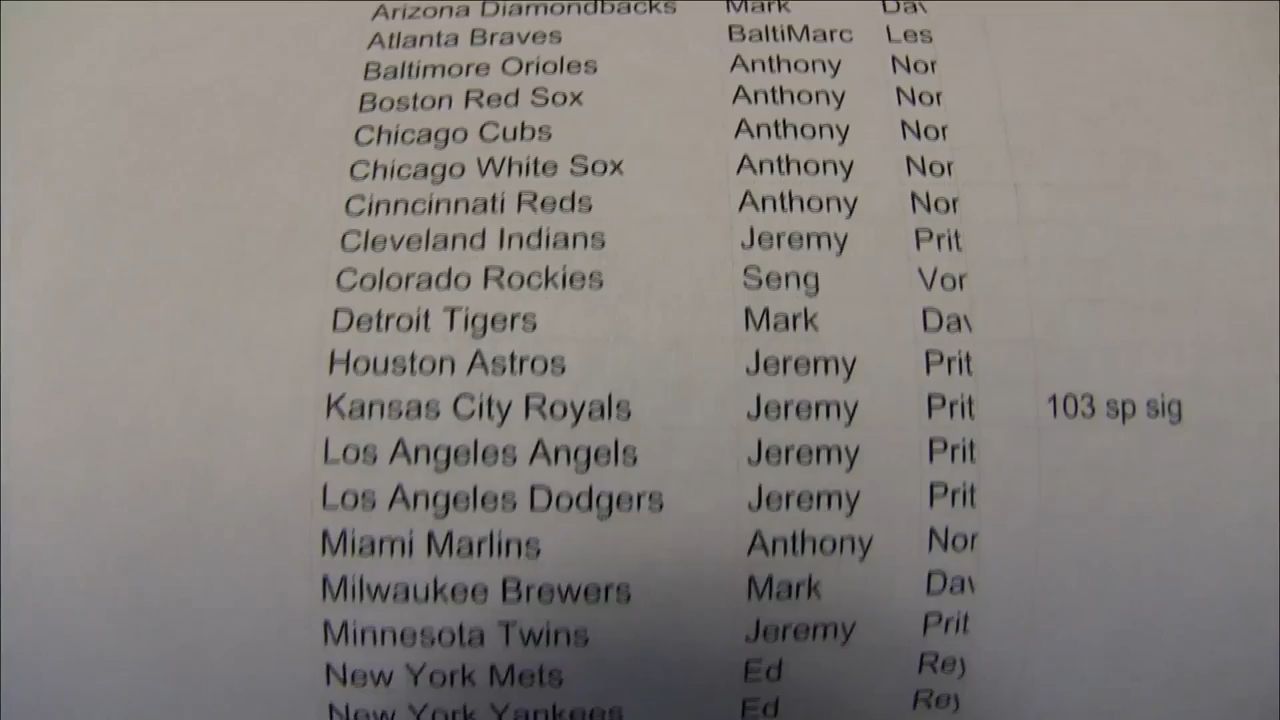 Arizona Diamondbacks Mark Dav
Atlanta Braves BaltiMarc Les
Baltimore Orioles Anthony Nor
Boston Red Sox Anthony Nor
Chicago Cubs Anthony Nor
Chicago White Sox Anthony Nor
Cinncinnati Reds Anthony Nor
Cleveland Indians Jeremy Prit
Colorado Rockies Seng Vor
Detroit Tigers Mark Dav
Houston Astros Jeremy Prit
Kansas City Royals Jeremy Prit 103 sp sig
Los Angeles Angels Jeremy Prit
Los Angeles Dodgers Jeremy Prit
Miami Marlins Anthony Nor
Milwaukee Brewers Mark Dav
Minnesota Twins Jeremy Prit
New York Mets Ed Rey
New York Yankees Ed Rey